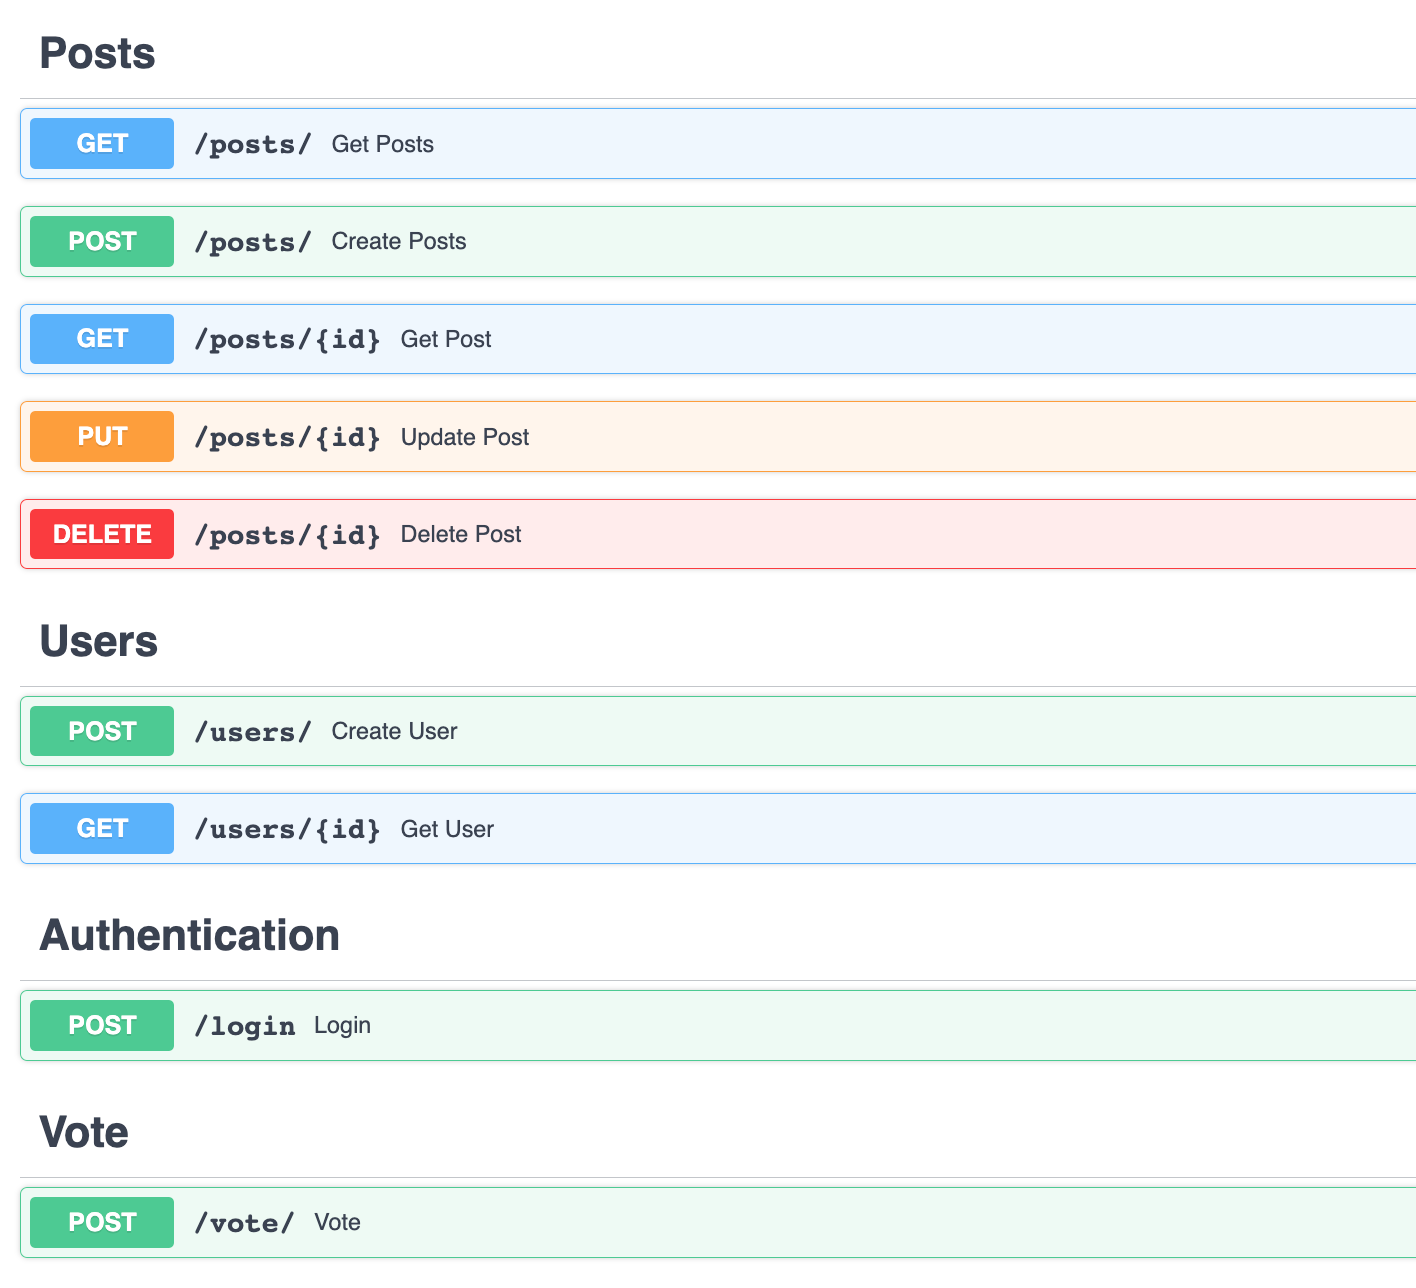 Posts
GET /posts/ Get Posts
POST /posts/ Create Posts
GET /posts/{id} Get Post
PUT /posts/{id} Update Post
DELETE /posts/{id} Delete Post
Users
POST /users/ Create User
GET /users/{id} Get User
Authentication
POST /login Login
Vote
POST /vote/ Vote